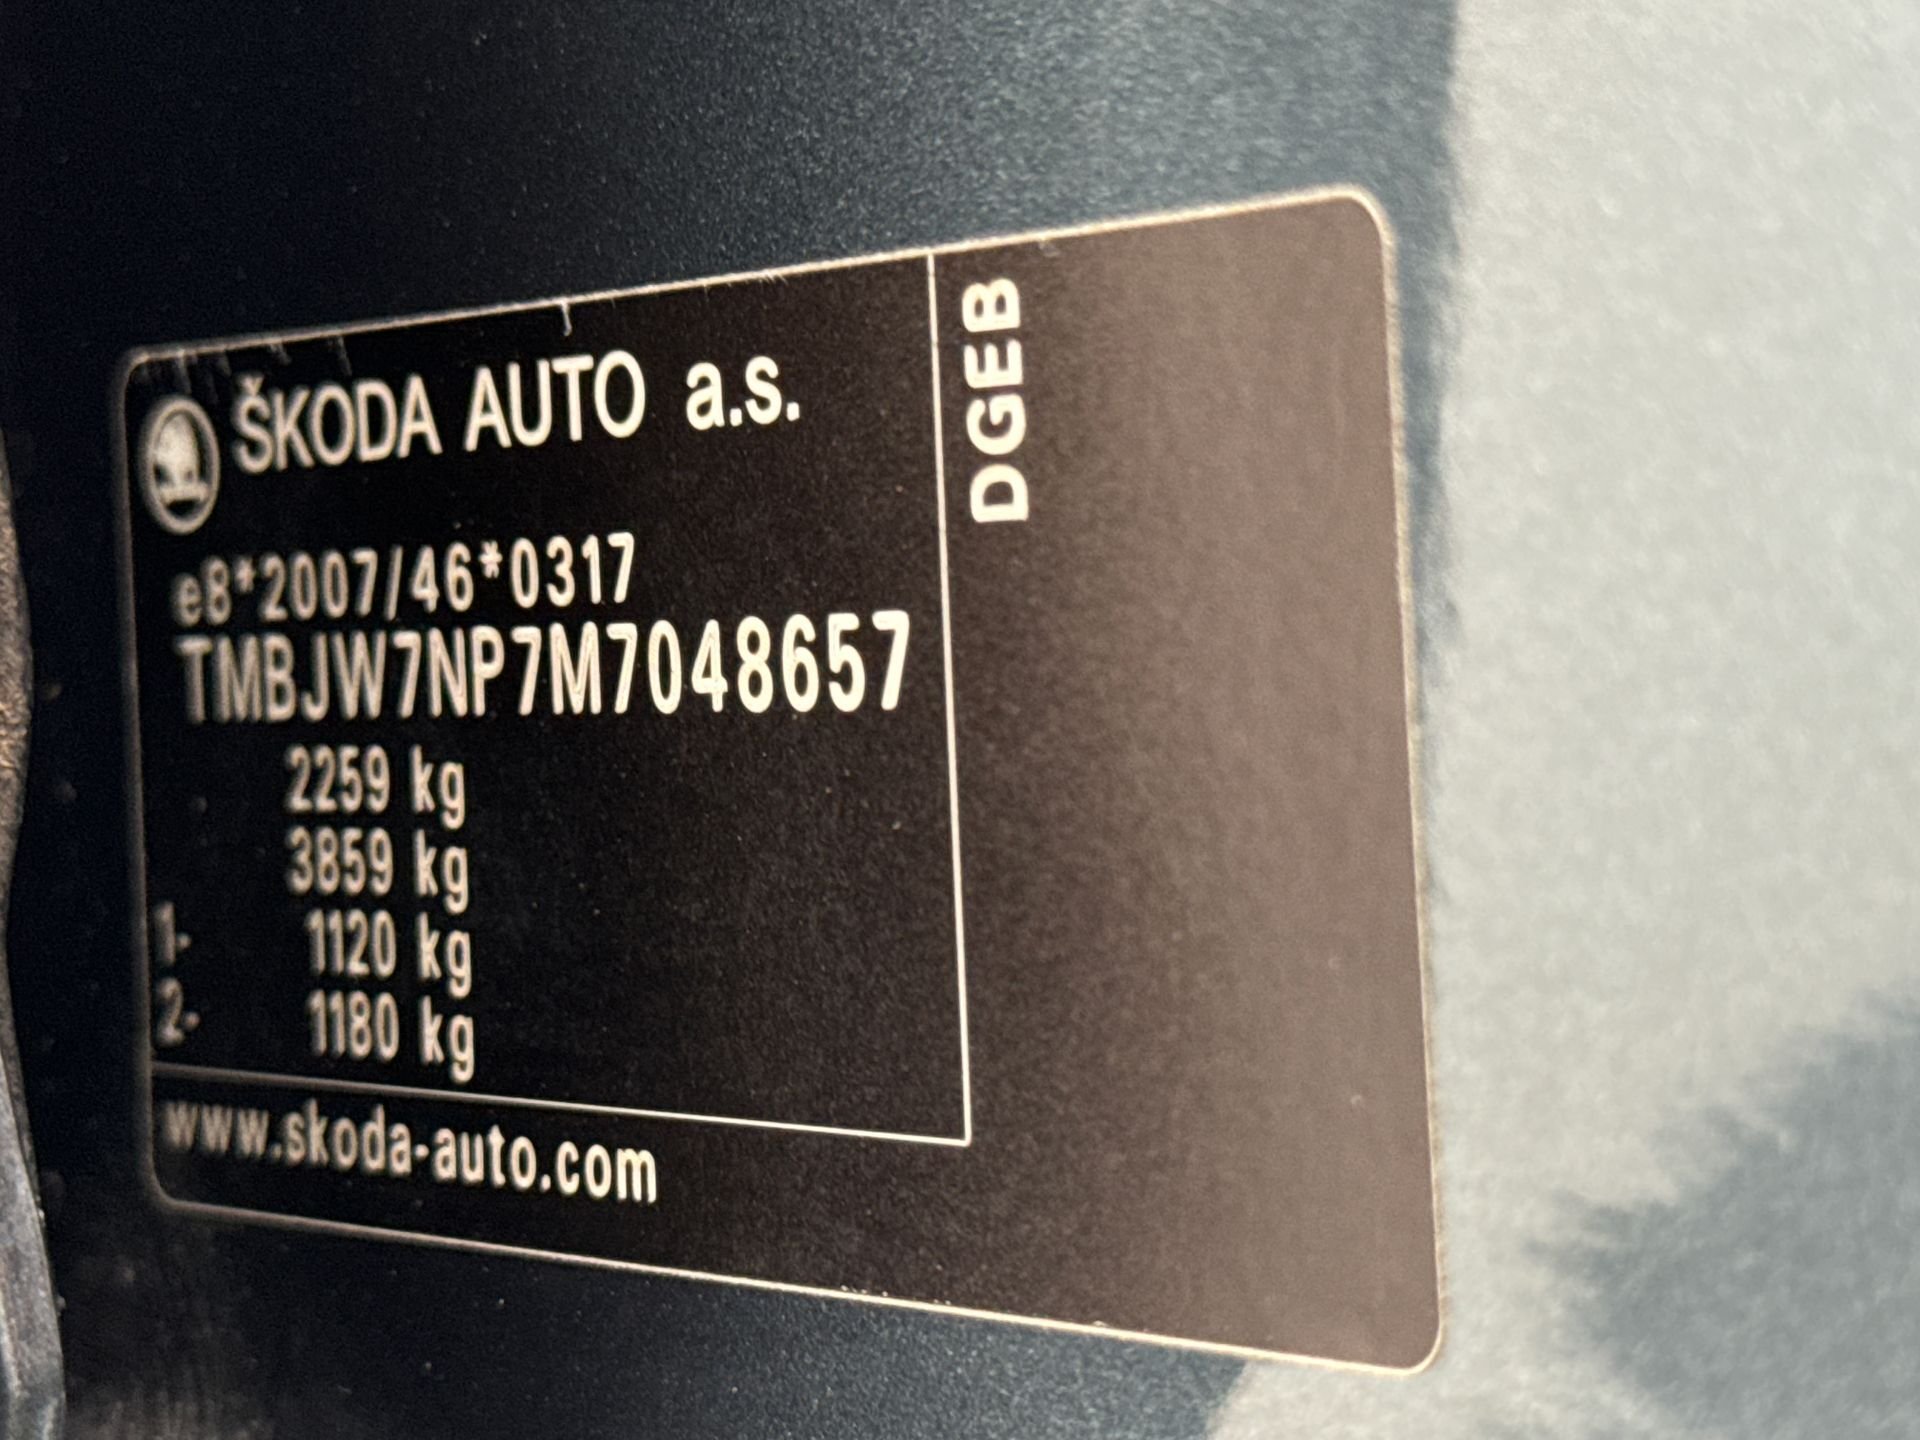 ŠKODA AUTO a.s.
e8*2007/46*0317
TMBJW7NP7M7048657
2259 kg
3859 kg
1- 1120 kg
2- 1180 kg
www.skoda-auto.com
DGEB